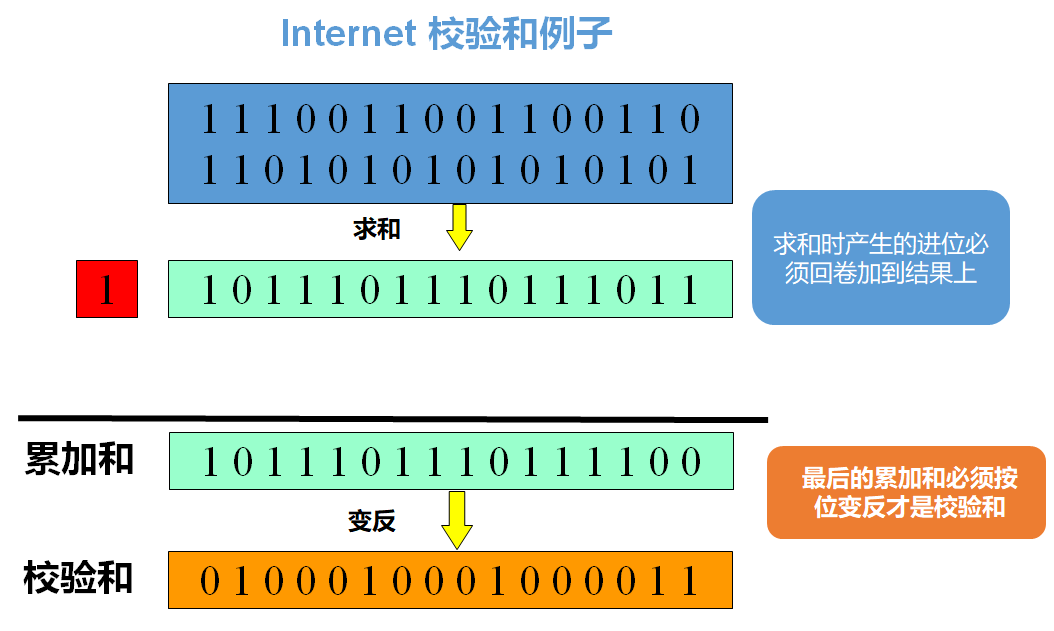 Internet 校验和例子
1 1 1 0 0 1 1 0 0 1 1 0 0 1 1 0
1 1 0 1 0 1 0 1 0 1 0 1 0 1 0 1
求和
求和时产生的进位必
须回卷加到结果上
1 1 0 1 1 1 0 1 1 1 0 1 1 1 0 1 1
累加和 1 0 1 1 1 0 1 1 1 0 1 1 1 1 0 0
最后的累加和必须按
位变反才是校验和
变反
校验和 0 1 0 0 0 1 0 0 0 1 0 0 0 0 1 1